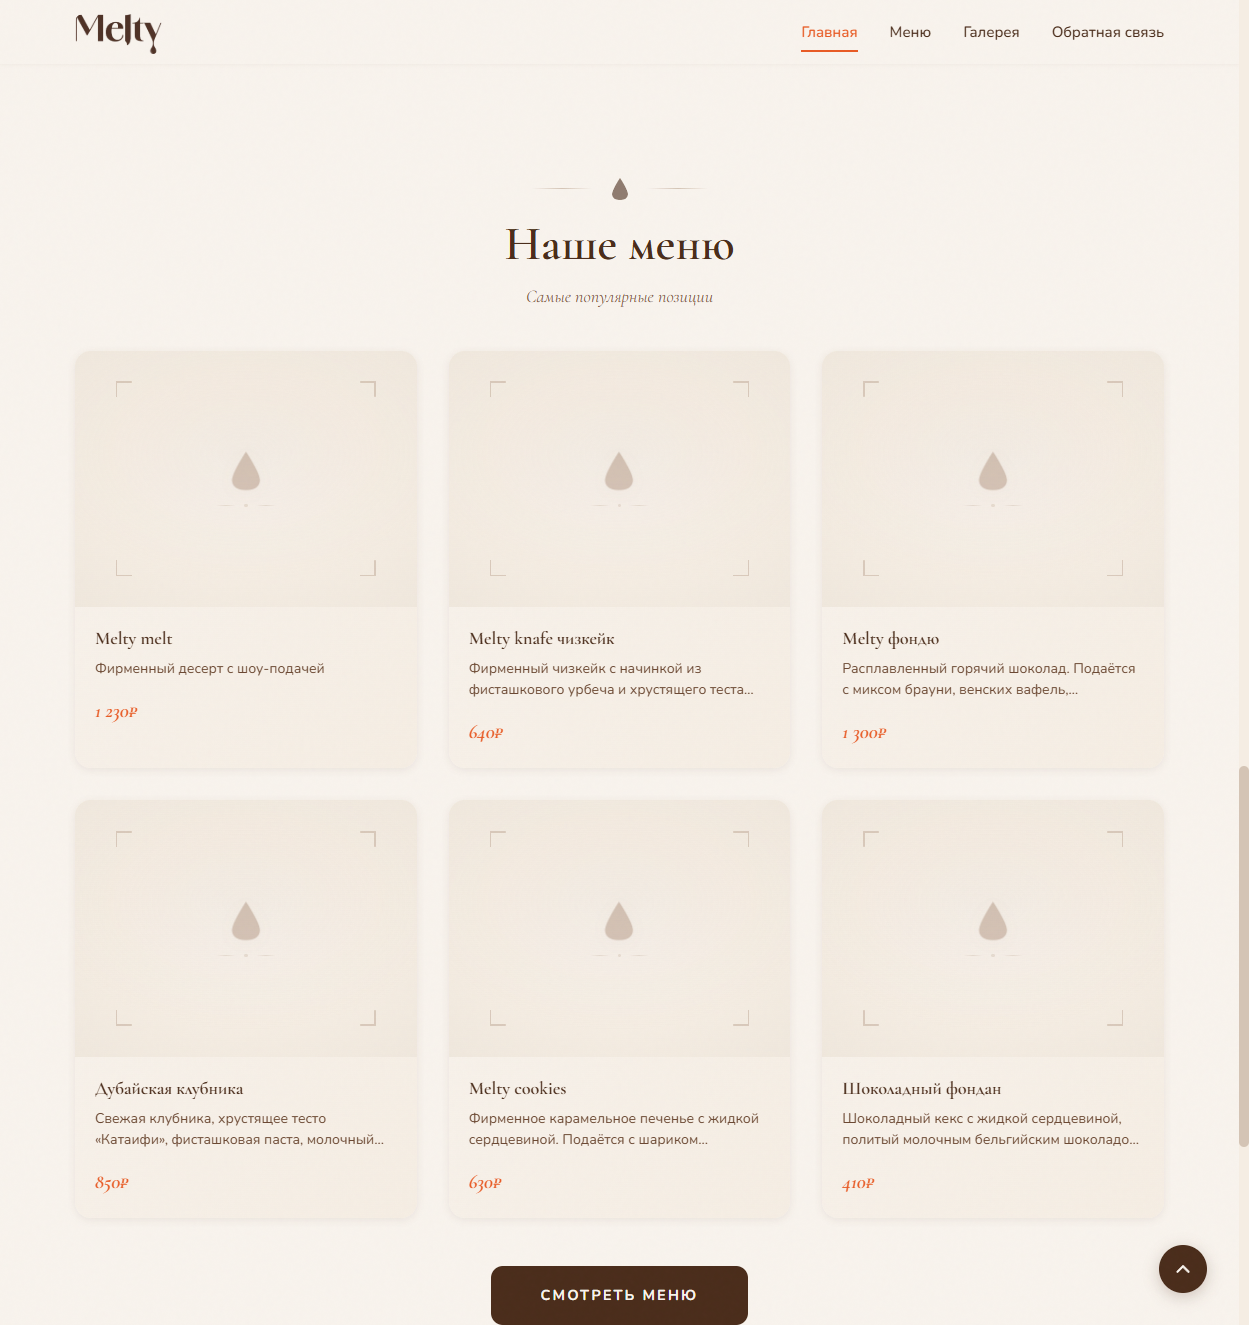 Melty
Главная
Меню
Галерея
Обратная связь
Наше меню
Самые популярные позиции
Melty melt
Фирменный десерт с шоу-подачей
1 230₽
Melty knafe чизкейк
Фирменный чизкейк с начинкой из
фисташкового урбеча и хрустящего теста...
640₽
Melty фондю
Расплавленный горячий шоколад. Подаётся
с миксом брауни, венских вафель,...
1 300₽
Дубайская клубника
Свежая клубника, хрустящее тесто
«Катаифи», фисташковая паста, молочный...
850₽
Melty cookies
Фирменное карамельное печенье с жидкой
сердцевиной. Подаётся с шариком...
630₽
Шоколадный фондан
Шоколадный кекс с жидкой сердцевиной,
политый молочным бельгийским шоколадо...
410₽
СМОТРЕТЬ МЕНЮ